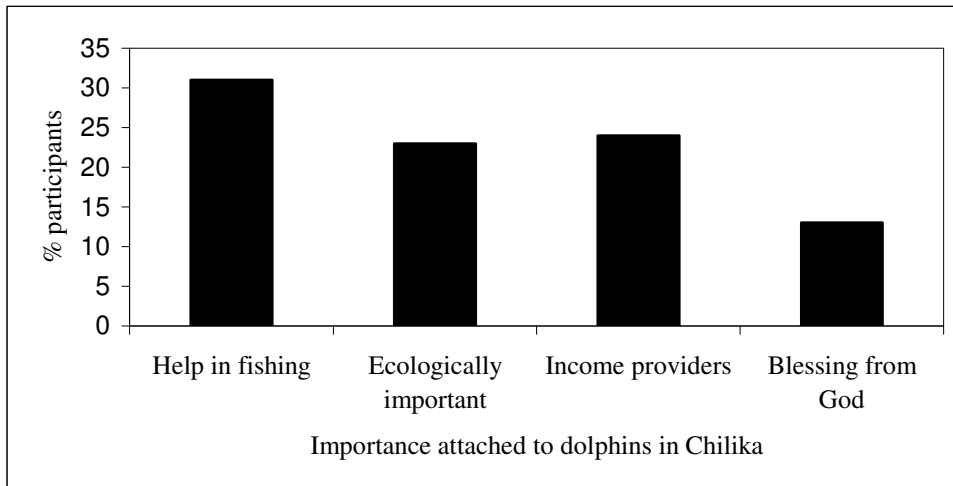 35
30
25
20
15
10
5
0
% participants
Help in fishing
Ecologically
important
Income providers
Blessing from
God
Importance attached to dolphins in Chilika